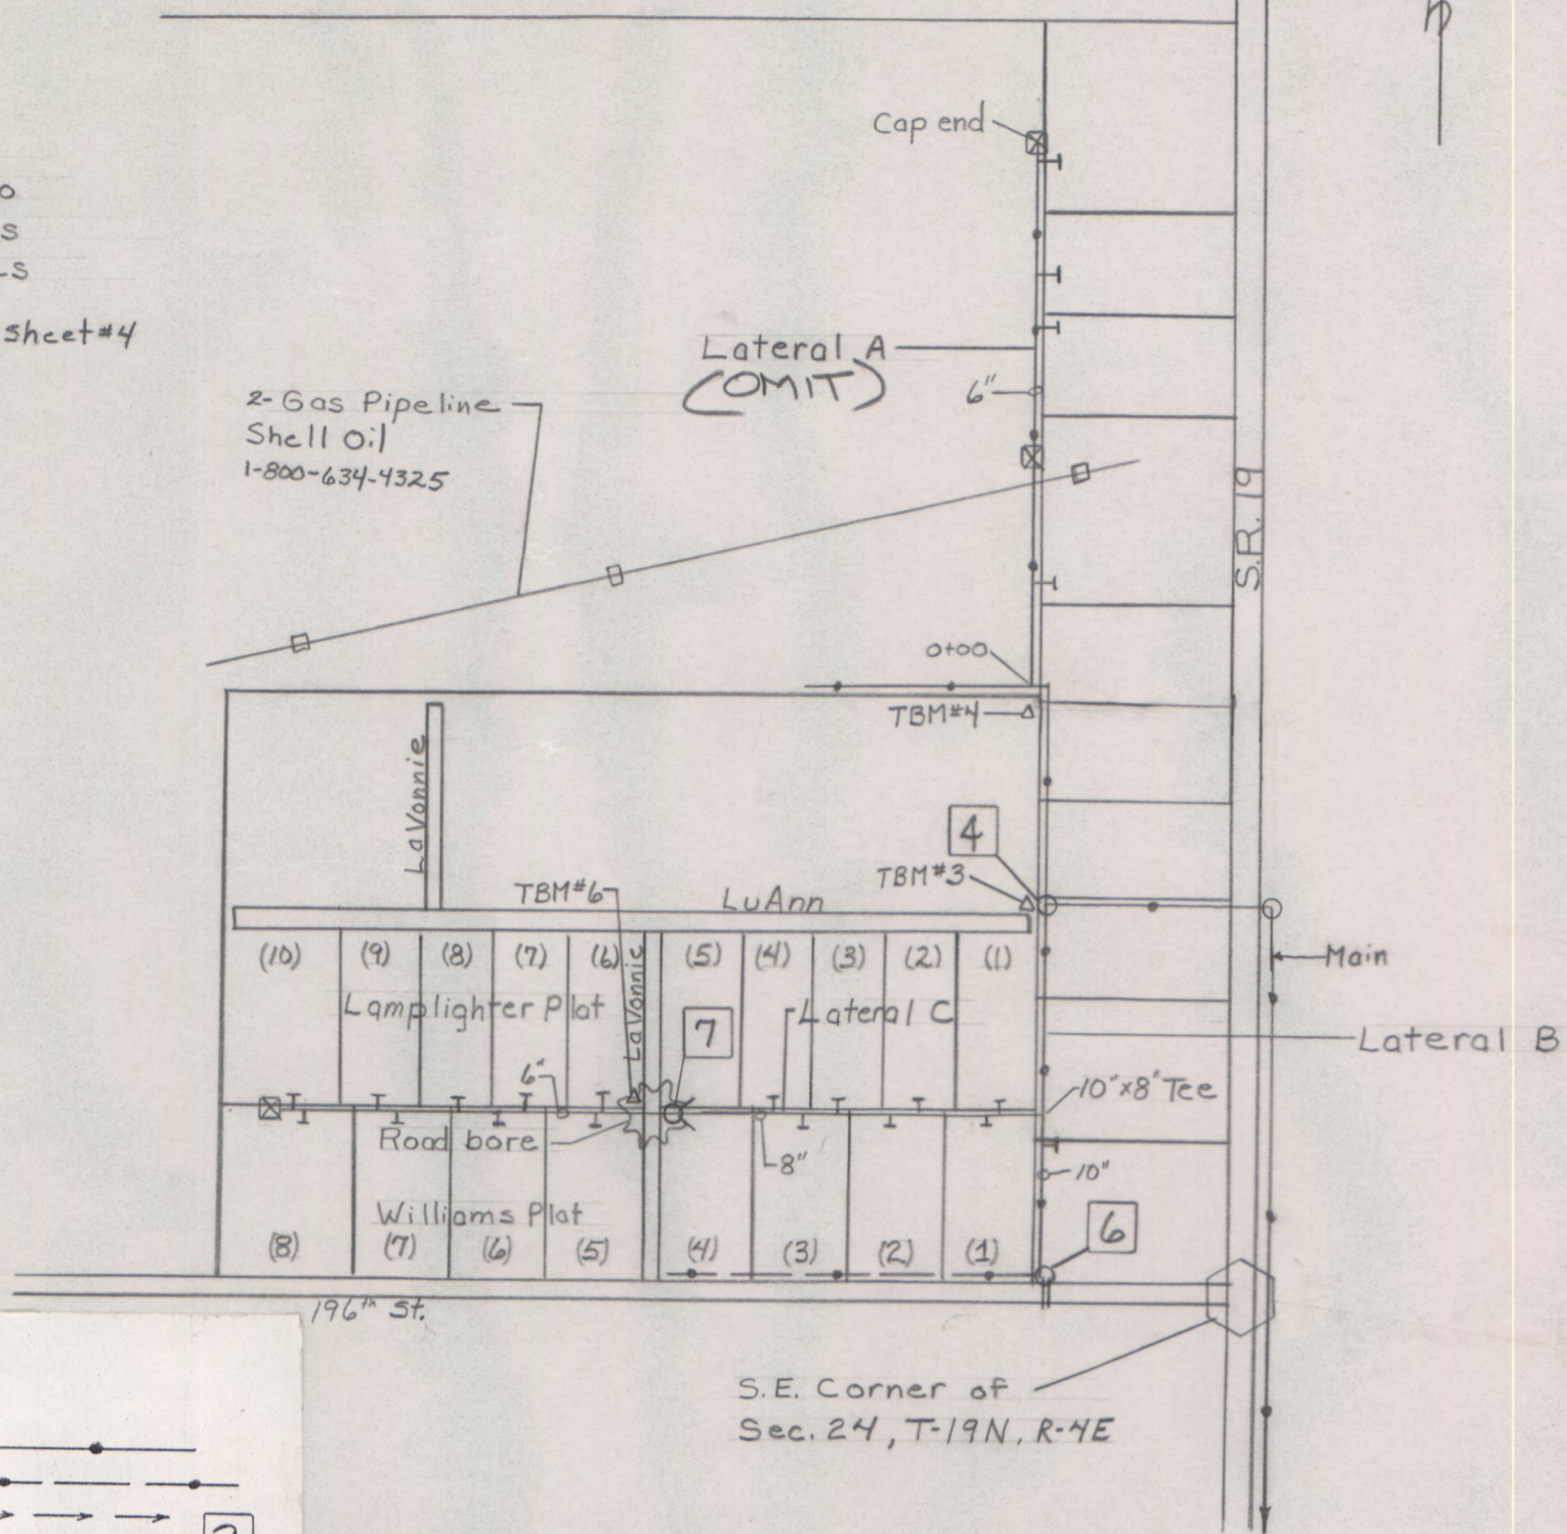 Cap end
o
s
LS
sheet#4
Lateral A
(OMIT)
6"
2- Gas Pipeline
Shell Oil
1-800-634-4325
S.R. 19
0+00
TBM#4
LaVonnie
4
TBM#3
TBM#6
LuAnn
(10) (9) (8) (7) (6) (5) (4) (3) (2) (1)
LaVonnie
Main
Lamplighter Plat
7
Lateral C
Lateral B
6"
10"x8" Tee
Road bore
8"
10"
Williams Plat
6
(8) (7) (6) (5) (4) (3) (2) (1)
196th St.
S.E. Corner of
Sec. 24, T-19N, R-4E